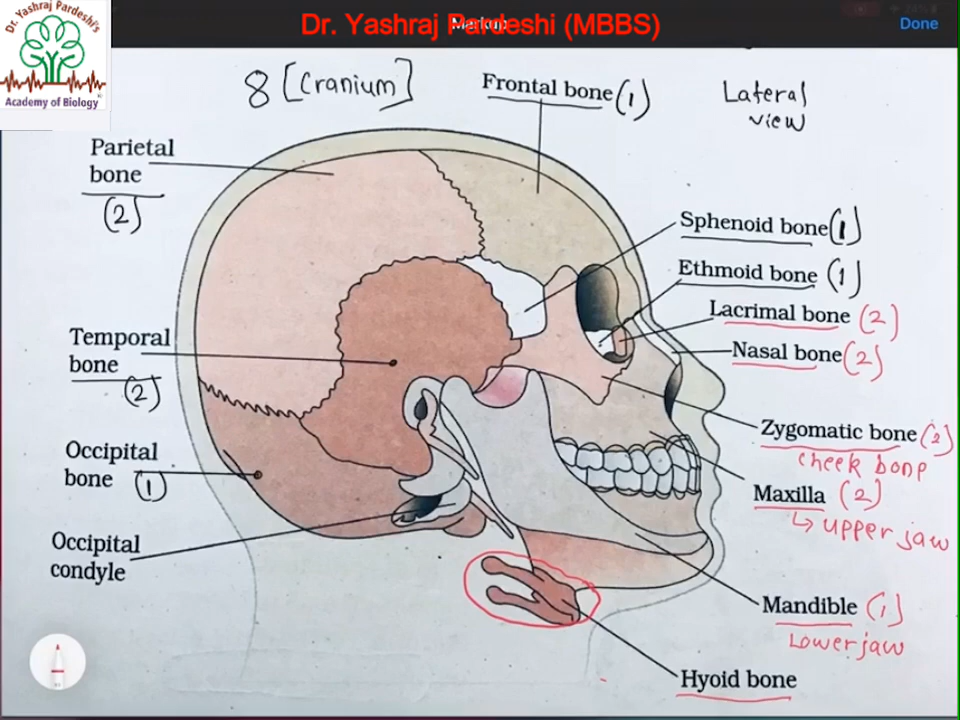 Dr. Yashraj Pardeshi's
Academy of Biology
Dr. Yashraj Pardeshi (MBBS)
Done
8 [Cranium]
Frontal bone (1)
Lateral
view
Parietal
bone
(2)
Sphenoid bone (1)
Ethmoid bone (1)
Lacrimal bone (2)
Nasal bone (2)
Temporal
bone
(2)
Zygomatic bone (2)
cheek bone
Maxilla (2)
↳ upper jaw
Occipital
bone (1)
Occipital
condyle
Mandible (1)
Lower jaw
Hyoid bone